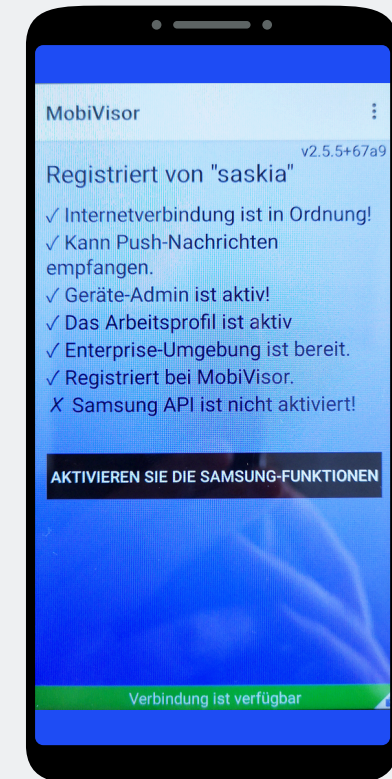 MobiVisor
v2.5.5+67a9
Registriert von "saskia"
✓ Internetverbindung ist in Ordnung!
✓ Kann Push-Nachrichten
empfangen.
✓ Geräte-Admin ist aktiv!
✓ Das Arbeitsprofil ist aktiv
✓ Enterprise-Umgebung ist bereit.
✓ Registriert bei MobiVisor.
✗ Samsung API ist nicht aktiviert!
AKTIVIEREN SIE DIE SAMSUNG-FUNKTIONEN
Verbindung ist verfügbar